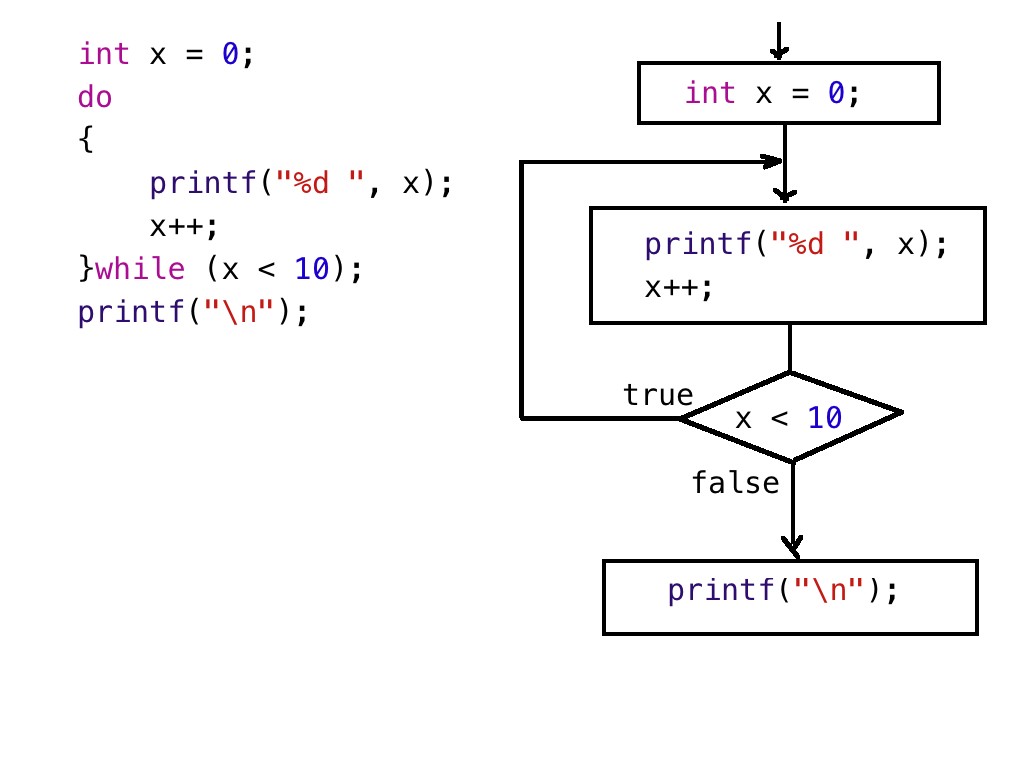 int x = 0;
do
{
    printf("%d ", x);
    x++;
}while (x < 10);
printf("\n");
int x = 0;
printf("%d ", x);
x++;
true
x < 10
false
printf("\n");